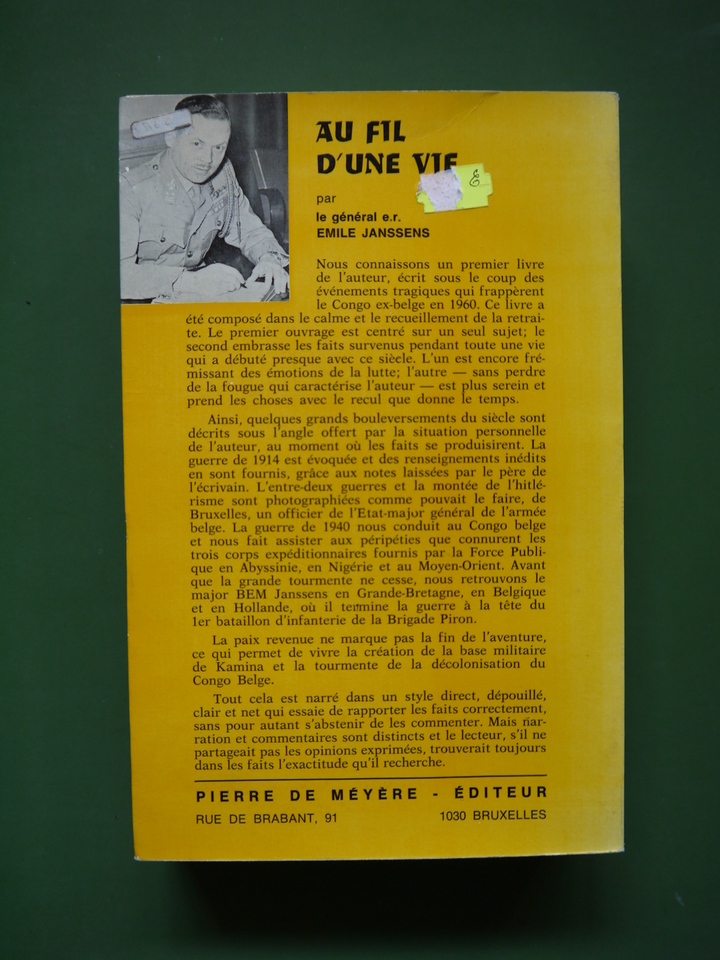 AU FIL
D'UNE VIE
par
le général e.r.
EMILE JANSSENS
Nous connaissons un premier livre
de l'auteur, écrit sous le coup des
événements tragiques qui frappèrent
le Congo ex-belge en 1960. Ce livre a
été composé dans le calme et le recueillement de la retrai-
te. Le premier ouvrage est centré sur un seul sujet; le
second embrasse les faits survenus pendant toute une vie
qui a débuté presque avec ce siècle. L'un est encore fré-
missant des émotions de la lutte; l'autre — sans perdre
de la fougue qui caractérise l'auteur — est plus serein et
prend les choses avec le recul que donne le temps.
Ainsi, quelques grands bouleversements du siècle sont
décrits sous l'angle offert par la situation personnelle
de l'auteur, au moment où les faits se produisirent. La
guerre de 1914 est évoquée et des renseignements inédits
en sont fournis, grâce aux notes laissées par le père de
l'écrivain. L'entre-deux guerres et la montée de l'hitlé-
risme sont photographiées comme pouvait le faire, de
Bruxelles, un officier de l'Etat-major général de l'armée
belge. La guerre de 1940 nous conduit au Congo belge
et nous fait assister aux péripéties que connurent les
trois corps expéditionnaires fournis par la Force Publi-
que en Abyssinie, en Nigérie et au Moyen-Orient. Avant
que la grande tourmente ne cesse, nous retrouvons le
major BEM Janssens en Grande-Bretagne, en Belgique
et en Hollande, où il termine la guerre à la tête du
1er bataillon d'infanterie de la Brigade Piron.
La paix revenue ne marque pas la fin de l'aventure,
ce qui permet de vivre la création de la base militaire
de Kamina et la tourmente de la décolonisation du
Congo Belge.
Tout cela est narré dans un style direct, dépouillé,
clair et net qui essaie de rapporter les faits correctement,
sans pour autant s'abstenir de les commenter. Mais nar-
ration et commentaires sont distincts et le lecteur, s'il ne
partageait pas les opinions exprimées, trouverait toujours
dans les faits l'exactitude qu'il recherche.
PIERRE DE MÉYÈRE - ÉDITEUR
RUE DE BRABANT, 91 1030 BRUXELLES